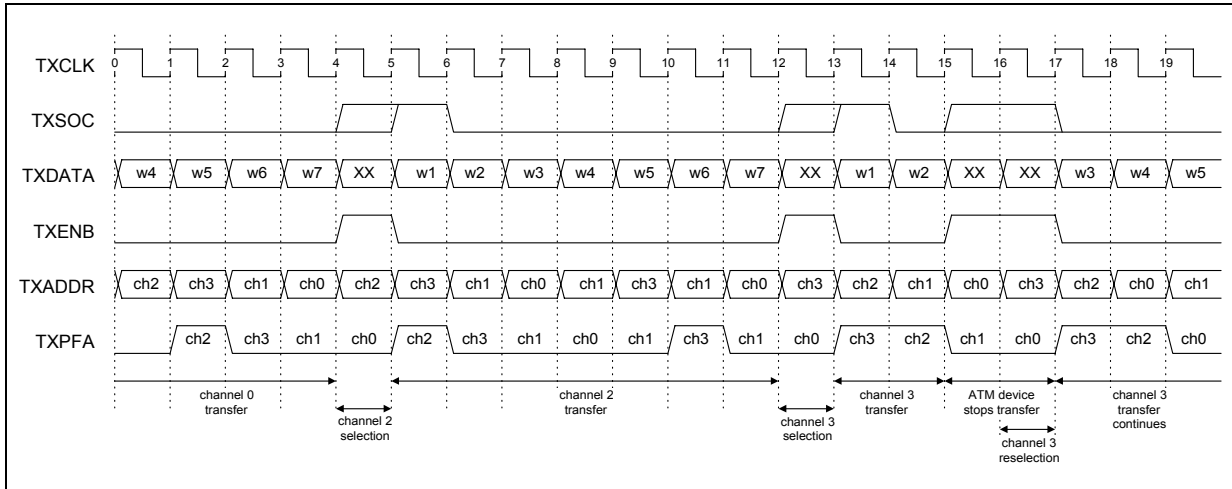 TXCLK 0 1 2 3 4 5 6 7 8 9 10 11 12 13 14 15 16 17 18 19
TXSOC
TXDATA w4 w5 w6 w7 XX w1 w2 w3 w4 w5 w6 w7 XX w1 w2 XX XX w3 w4 w5
TXENB
TXADDR ch2 ch3 ch1 ch0 ch2 ch3 ch1 ch0 ch1 ch3 ch1 ch0 ch3 ch2 ch1 ch0 ch3 ch2 ch0 ch1
TXPFA ch2 ch3 ch1 ch0 ch2 ch3 ch1 ch0 ch1 ch3 ch1 ch0 ch3 ch2 ch1 ch0 ch3 ch2 ch0
channel 0
transfer
channel 2
selection
channel 2
transfer
channel 3
selection
channel 3
transfer
ATM device
stops transfer
channel 3
reselection
channel 3
transfer
continues